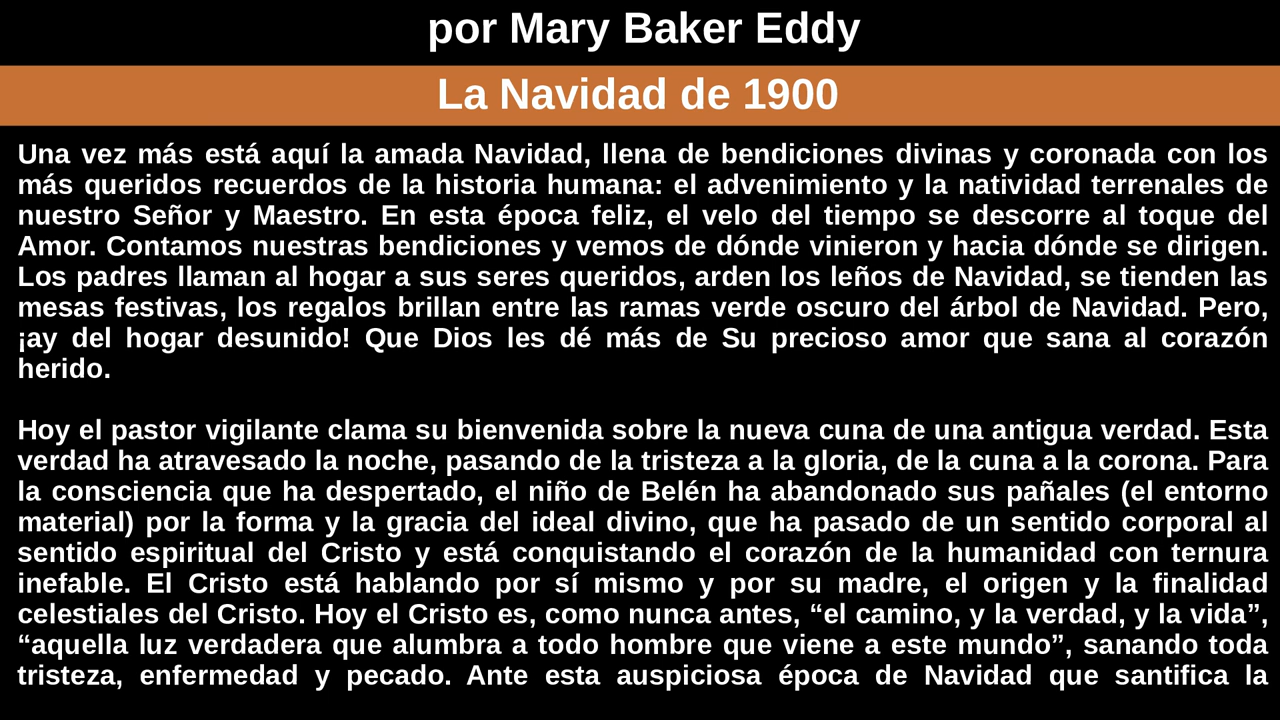 por Mary Baker Eddy
La Navidad de 1900
Una vez más está aquí la amada Navidad, llena de bendiciones divinas y coronada con los
más queridos recuerdos de la historia humana: el advenimiento y la natividad terrenales de
nuestro Señor y Maestro. En esta época feliz, el velo del tiempo se descorre al toque del
Amor. Contamos nuestras bendiciones y vemos de dónde vinieron y hacia dónde se dirigen.
Los padres llaman al hogar a sus seres queridos, arden los leños de Navidad, se tienden las
mesas festivas, los regalos brillan entre las ramas verde oscuro del árbol de Navidad. Pero,
¡ay del hogar desunido! Que Dios les dé más de Su precioso amor que sana al corazón
herido.
Hoy el pastor vigilante clama su bienvenida sobre la nueva cuna de una antigua verdad. Esta
verdad ha atravesado la noche, pasando de la tristeza a la gloria, de la cuna a la corona. Para
la consciencia que ha despertado, el niño de Belén ha abandonado sus pañales (el entorno
material) por la forma y la gracia del ideal divino, que ha pasado de un sentido corporal al
sentido espiritual del Cristo y está conquistando el corazón de la humanidad con ternura
inefable. El Cristo está hablando por sí mismo y por su madre, el origen y la finalidad
celestiales del Cristo. Hoy el Cristo es, como nunca antes, “el camino, y la verdad, y la vida”,
“aquella luz verdadera que alumbra a todo hombre que viene a este mundo”, sanando toda
tristeza, enfermedad y pecado. Ante esta auspiciosa época de Navidad que santifica la